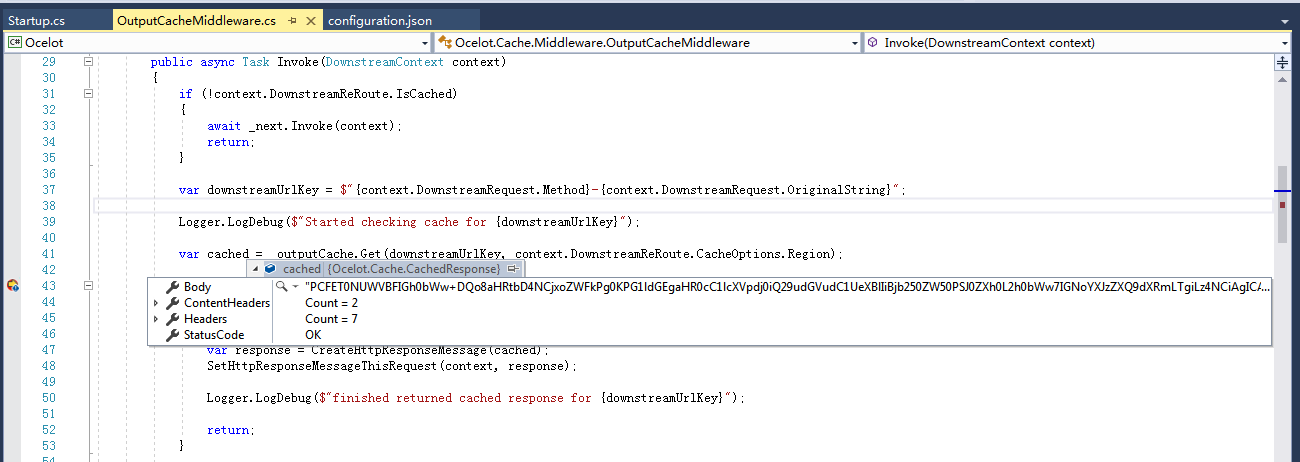 Startup.cs OutputCacheMiddleware.cs configuration.json
C# Ocelot Ocelot.Cache.Middleware.OutputCacheMiddleware Invoke(DownstreamContext context)
29 public async Task Invoke(DownstreamContext context)
30 {
31 if (!context.DownstreamReRoute.IsCached)
32 {
33 await _next.Invoke(context);
34 return;
35 }
36
37 var downstreamUrlKey = $"{context.DownstreamRequest.Method}-{context.DownstreamRequest.OriginalString}";
38
39 Logger.LogDebug($"Started checking cache for {downstreamUrlKey}");
40
41 var cached = _outputCache.Get(downstreamUrlKey, context.DownstreamReRoute.CacheOptions.Region);
42 cached {Ocelot.Cache.CachedResponse}
43 Body
44 ContentHeaders Count = 2
45 Headers Count = 7
46 StatusCode OK
47 var response = CreateHttpResponseMessage(cached);
48 SetHttpResponseMessageThisRequest(context, response);
49
50 Logger.LogDebug($"finished returned cached response for {downstreamUrlKey}");
51
52 return;
53 }
54